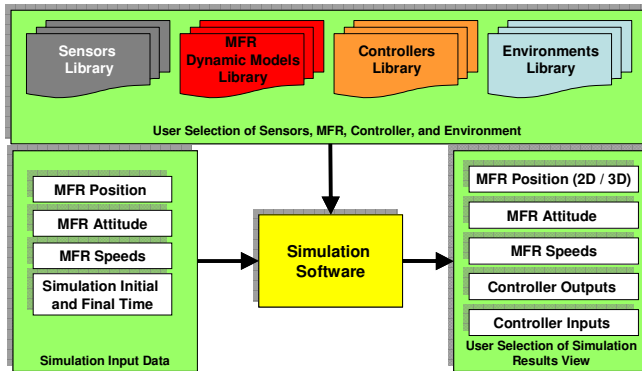 Sensors
Library
MFR
Dynamic Models
Library
Controllers
Library
Environments
Library
User Selection of Sensors, MFR, Controller, and Environment
MFR Position
MFR Attitude
MFR Speeds
Simulation Initial
and Final Time
Simulation Input Data
Simulation
Software
MFR Position (2D / 3D)
MFR Attitude
MFR Speeds
Controller Outputs
Controller Inputs
User Selection of Simulation
Results View